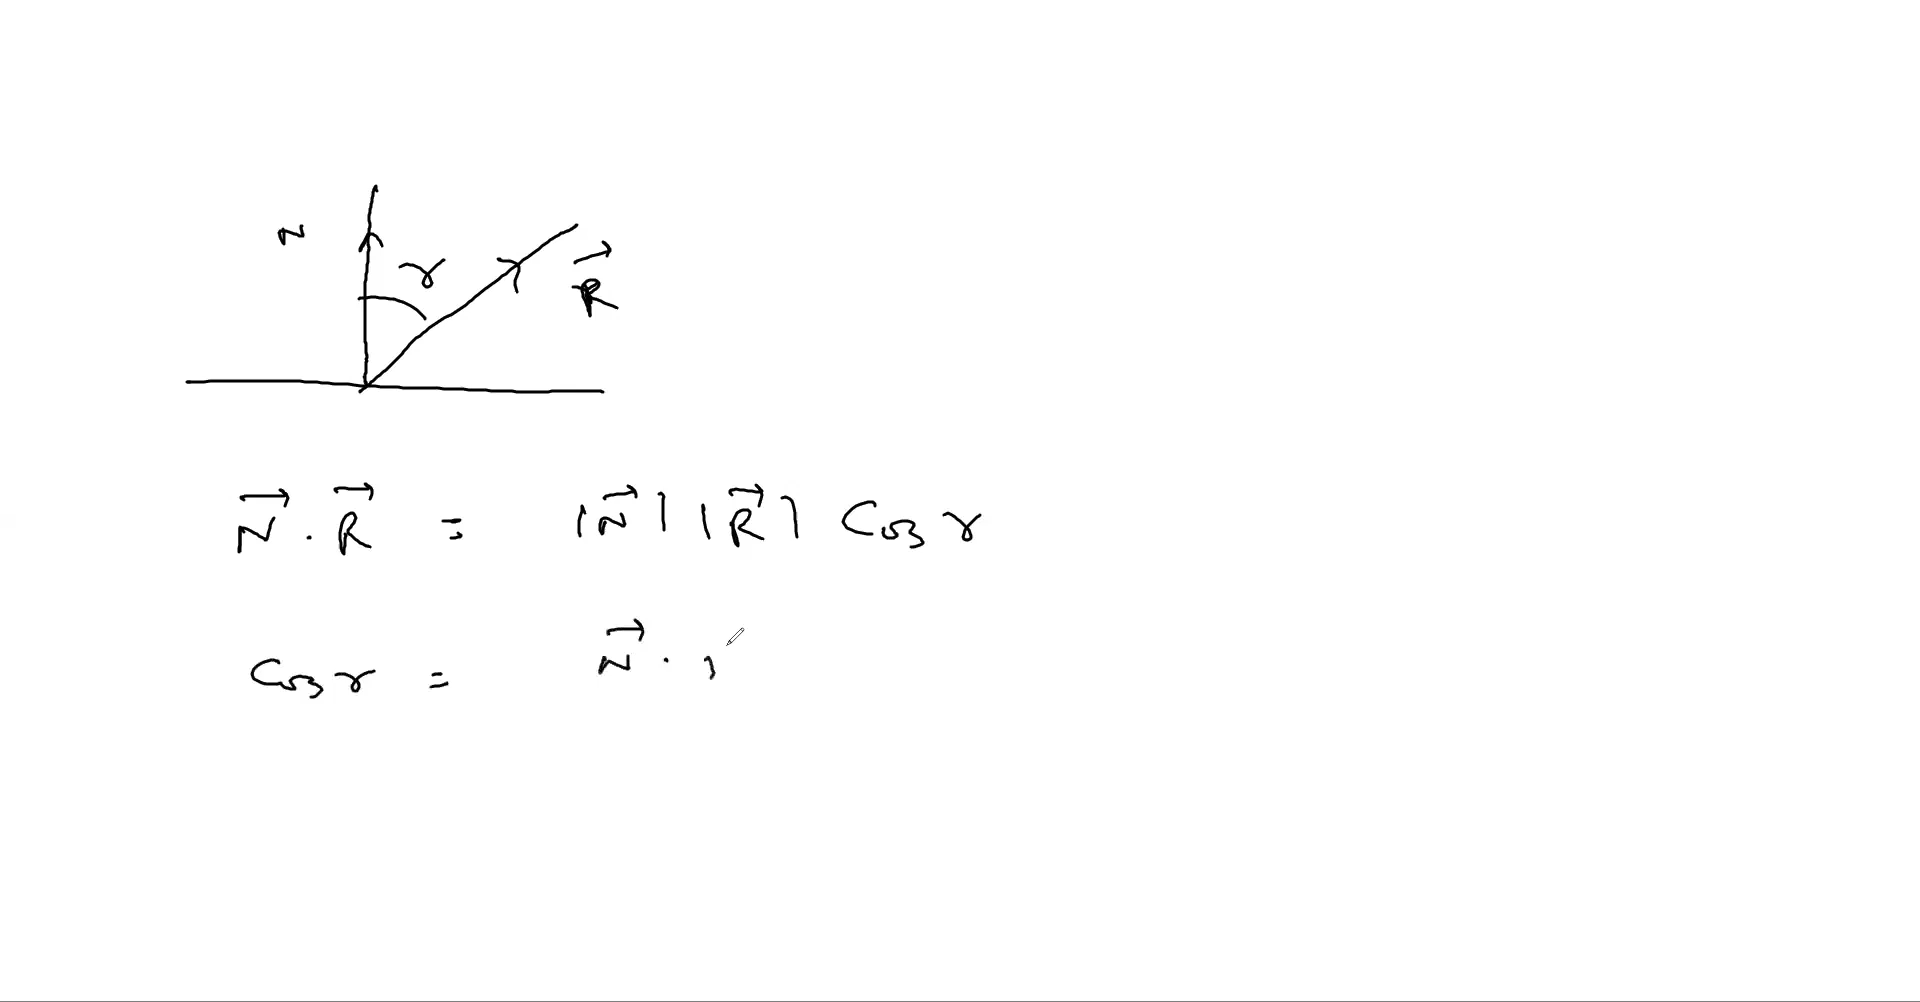 N
γ
R⃗
N⃗ . R⃗ = |N⃗| |R⃗| Cos γ
Cos γ = N⃗ .